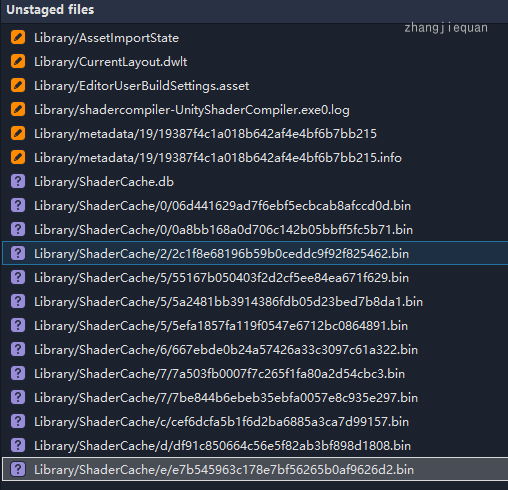 Unstaged files
zhangjiequan
Library/AssetImportState
Library/CurrentLayout.dwlt
Library/EditorUserBuildSettings.asset
Library/shadercompiler-UnityShaderCompiler.exe0.log
Library/metadata/19/19387f4c1a018b642af4e4bf6b7bb215
Library/metadata/19/19387f4c1a018b642af4e4bf6b7bb215.info
Library/ShaderCache.db
Library/ShaderCache/0/06d441629ad7f6ebf5ecbcab8afccd0d.bin
Library/ShaderCache/0/0a8bb168a0d706c142b05bbff5fc5b71.bin
Library/ShaderCache/2/2c1f8e68196b59b0ceddc9f92f825462.bin
Library/ShaderCache/5/55167b050403f2d2cf5ee84ea671f629.bin
Library/ShaderCache/5/5a2481bb3914386fdb05d23bed7b8da1.bin
Library/ShaderCache/5/5efa1857fa119f0547e6712bc0864891.bin
Library/ShaderCache/6/667ebde0b24a57426a33c3097c61a322.bin
Library/ShaderCache/7/7a503fb0007f7c265f1fa80a2d54cbc3.bin
Library/ShaderCache/7/7be844b6ebeb35ebfa0057e8c935e297.bin
Library/ShaderCache/c/cef6dcfa5b1f6d2ba6885a3ca7d99157.bin
Library/ShaderCache/d/df91c850664c56e5f82ab3bf898d1808.bin
Library/ShaderCache/e/e7b545963c178e7bf56265b0af9626d2.bin